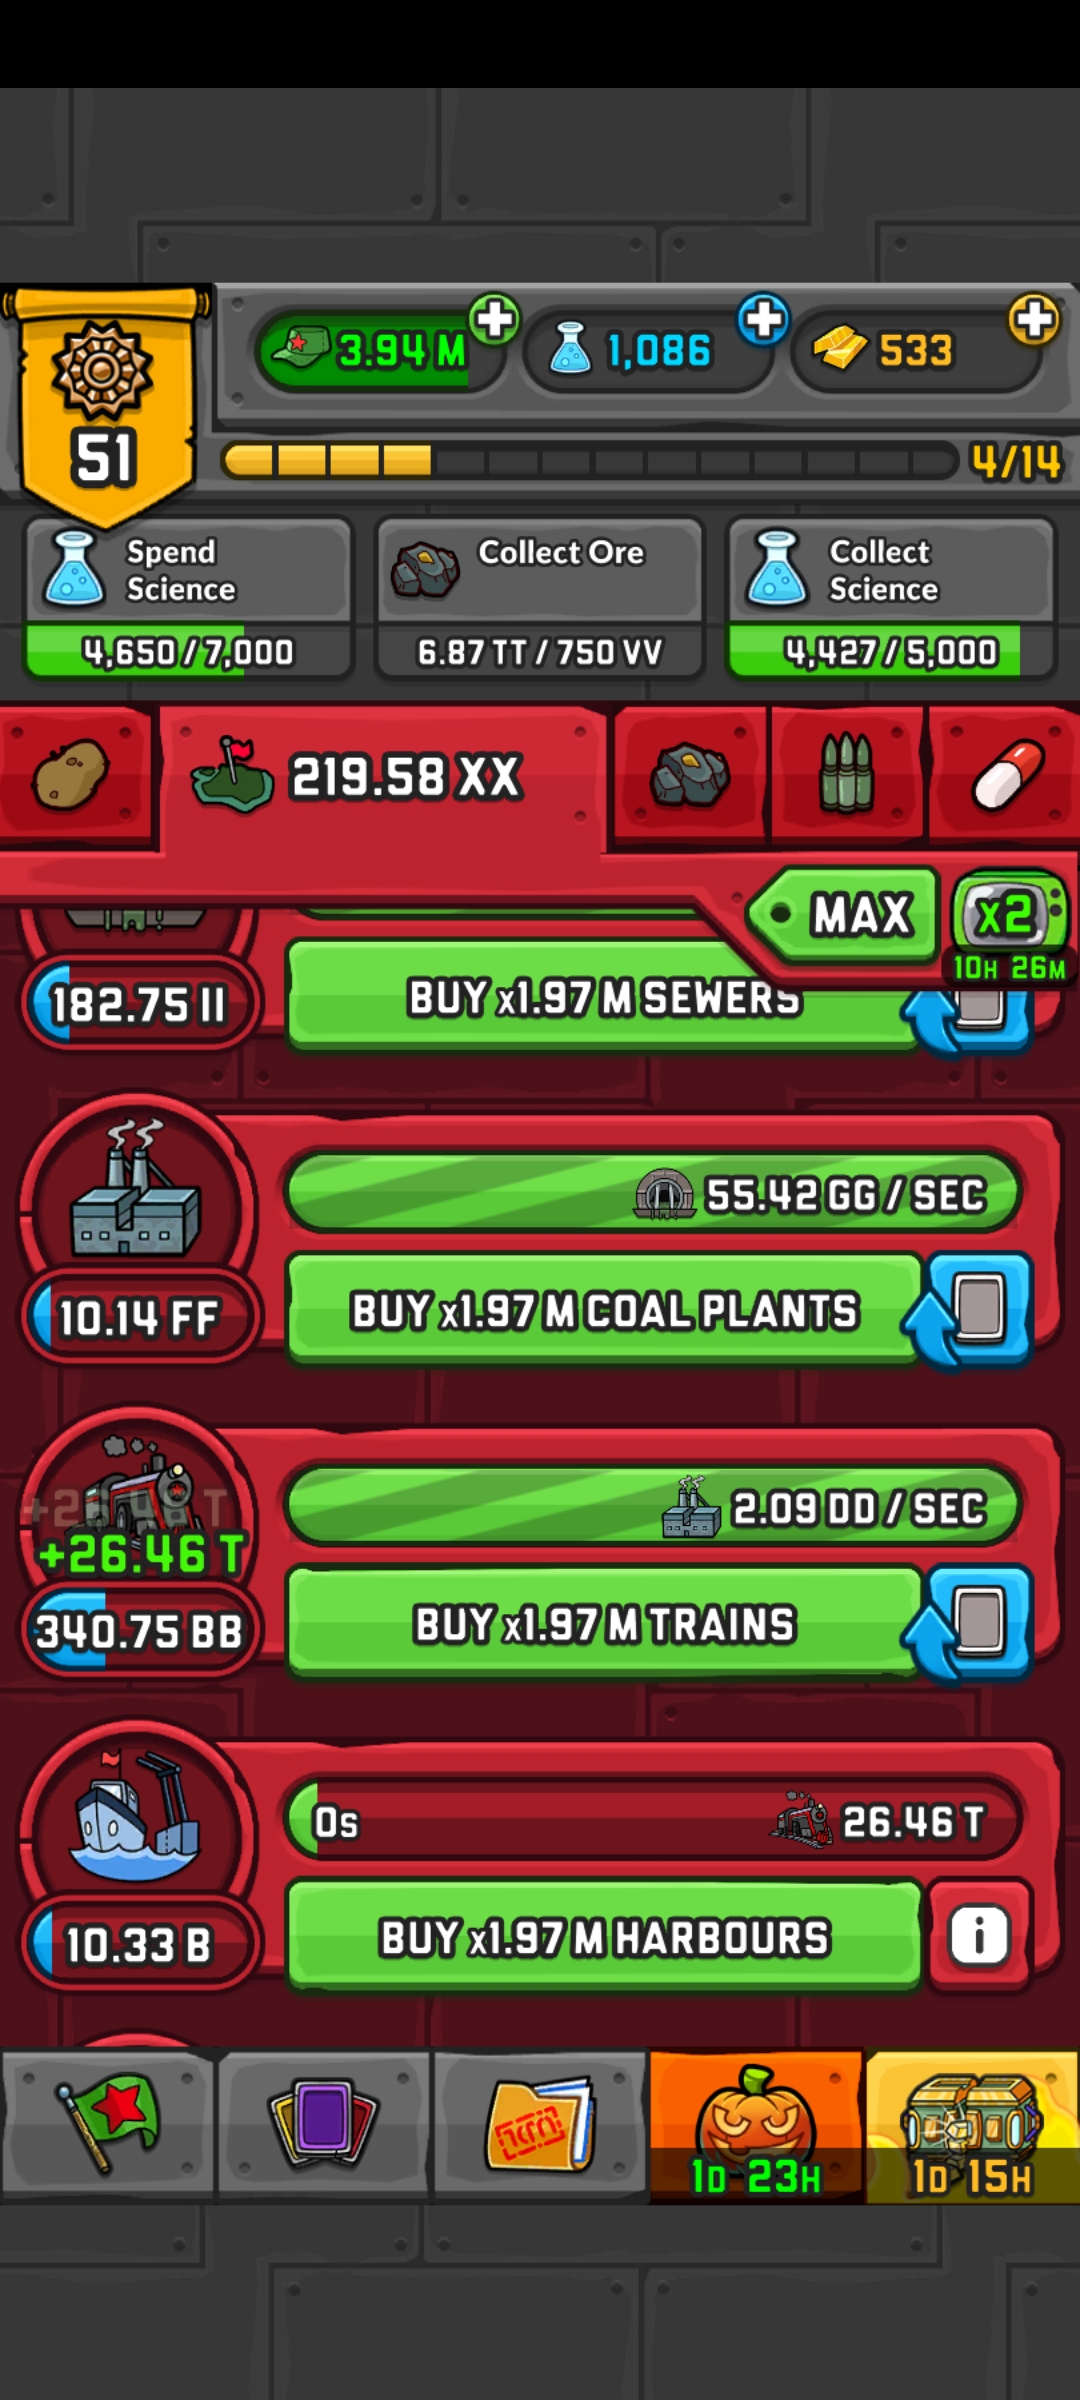 3.94 M
1,086
533
51
4/14
Spend
Science
4,650/7,000
Collect Ore
6.87 TT/750 VV
Collect
Science
4,427/5,000
219.58 XX
MAX
x2
10H 26M
182.75 II
BUY x1.97 M SEWERS
55.42 GG / SEC
10.14 FF
BUY x1.97 M COAL PLANTS
2.09 DD / SEC
+26.46 T
340.75 BB
BUY x1.97 M TRAINS
0s
26.46 T
10.33 B
BUY x1.97 M HARBOURS
i
1D 23H
1D 15H